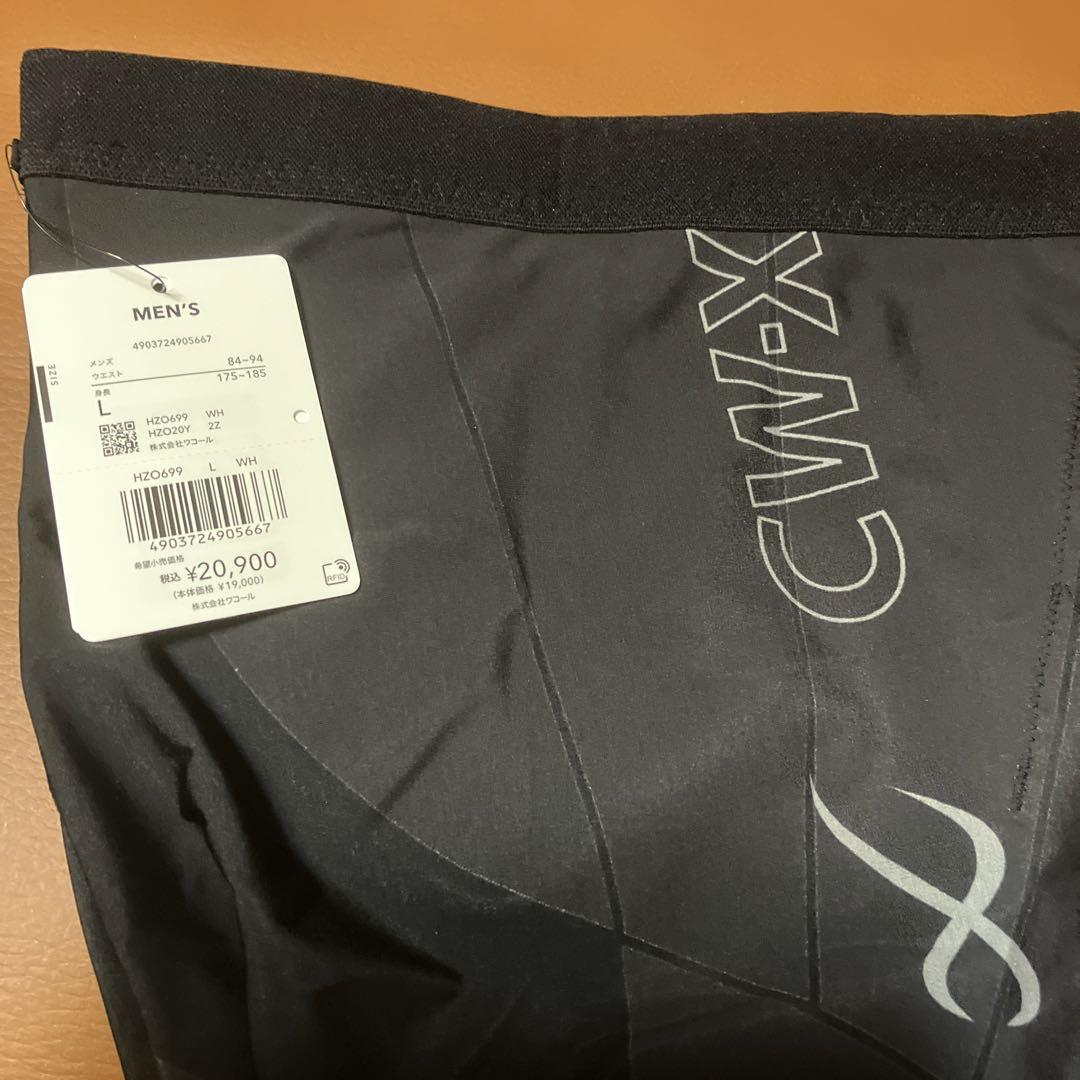 MEN'S
4903724905667
メンズ
ウエスト 84~94
身長 175~185
SIZE
L
HZO699 WH
HZO20Y 2Z
株式会社ワコール
HZO699 L WH
4903724905667
希望小売価格
税込 ¥20,900
(本体価格 ¥19,000)
株式会社ワコール
RFID
CW-X